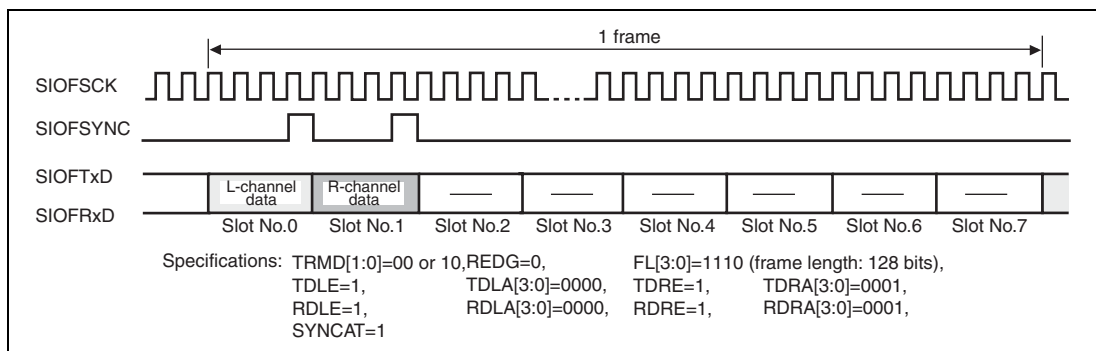 1 frame
SIOFSCK
SIOFSYNC
SIOFTxD
SIOFRxD
L-channel
data
R-channel
data
Slot No.0 Slot No.1 Slot No.2 Slot No.3 Slot No.4 Slot No.5 Slot No.6 Slot No.7
Specifications: TRMD[1:0]=00 or 10,REDG=0, FL[3:0]=1110 (frame length: 128 bits),
TDLE=1, TDLA[3:0]=0000, TDRE=1, TDRA[3:0]=0001,
RDLE=1, RDLA[3:0]=0000, RDRE=1, RDRA[3:0]=0001,
SYNCAT=1